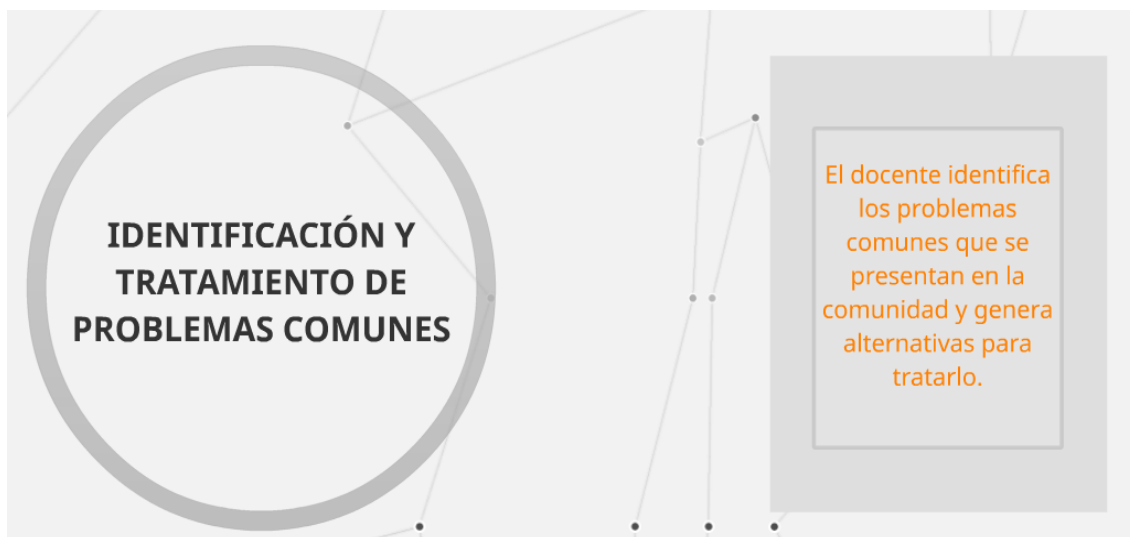 IDENTIFICACIÓN Y
TRATAMIENTO DE
PROBLEMAS COMUNES
El docente identifica
los problemas
comunes que se
presentan en la
comunidad y genera
alternativas para
tratarlo.